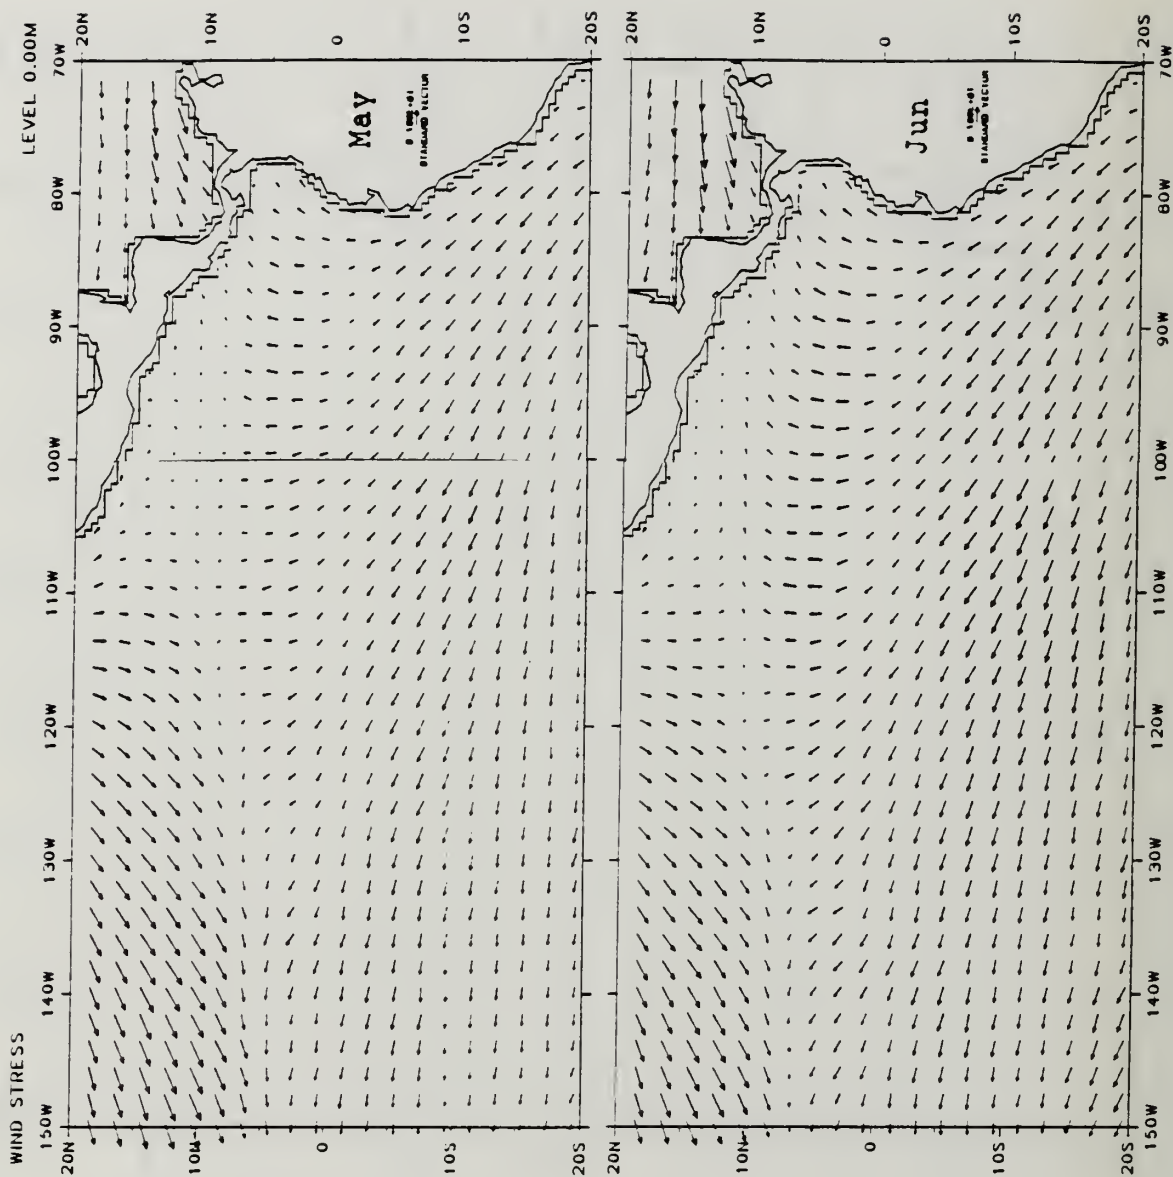 WIND STRESS LEVEL 0.00M
150W 140W 130W 120W 110W 100W 90W 80W 70W
20N 20N
10N 10N
0 0
May
STANDARD VECTOR
10S 10S
20S 20S
20N 20N
10N 10N
0 0
Jun
STANDARD VECTOR
10S 10S
20S 20S
150W 140W 130W 120W 110W 100W 90W 80W 70W